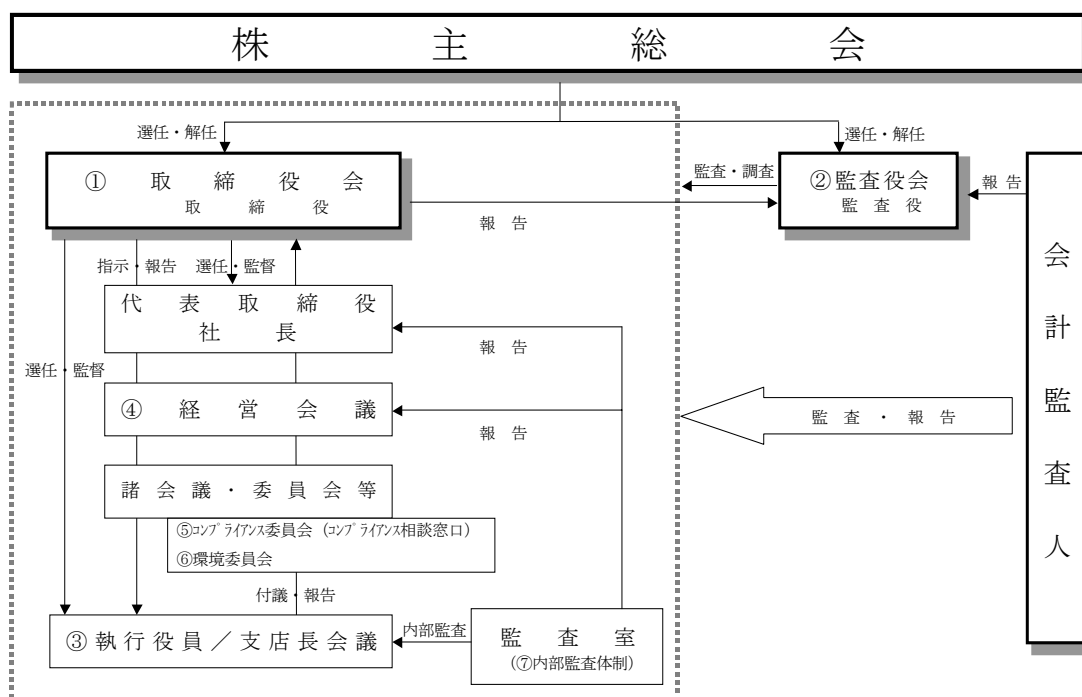 株主総会
選任・解任
選任・解任
① 取締役会
取締役
監査・調査
②監査役会
監査役
報告
報告
会計監査人
指示・報告
選任・監督
代表取締役
社長
報告
選任・監督
④ 経営会議
報告
監査・報告
諸会議・委員会等
⑤ｺﾝﾌﾟﾗｲｱﾝｽ委員会（ｺﾝﾌﾟﾗｲｱﾝｽ相談窓口）
⑥環境委員会
付議・報告
③執行役員／支店長会議
内部監査
監査室
（⑦内部監査体制）